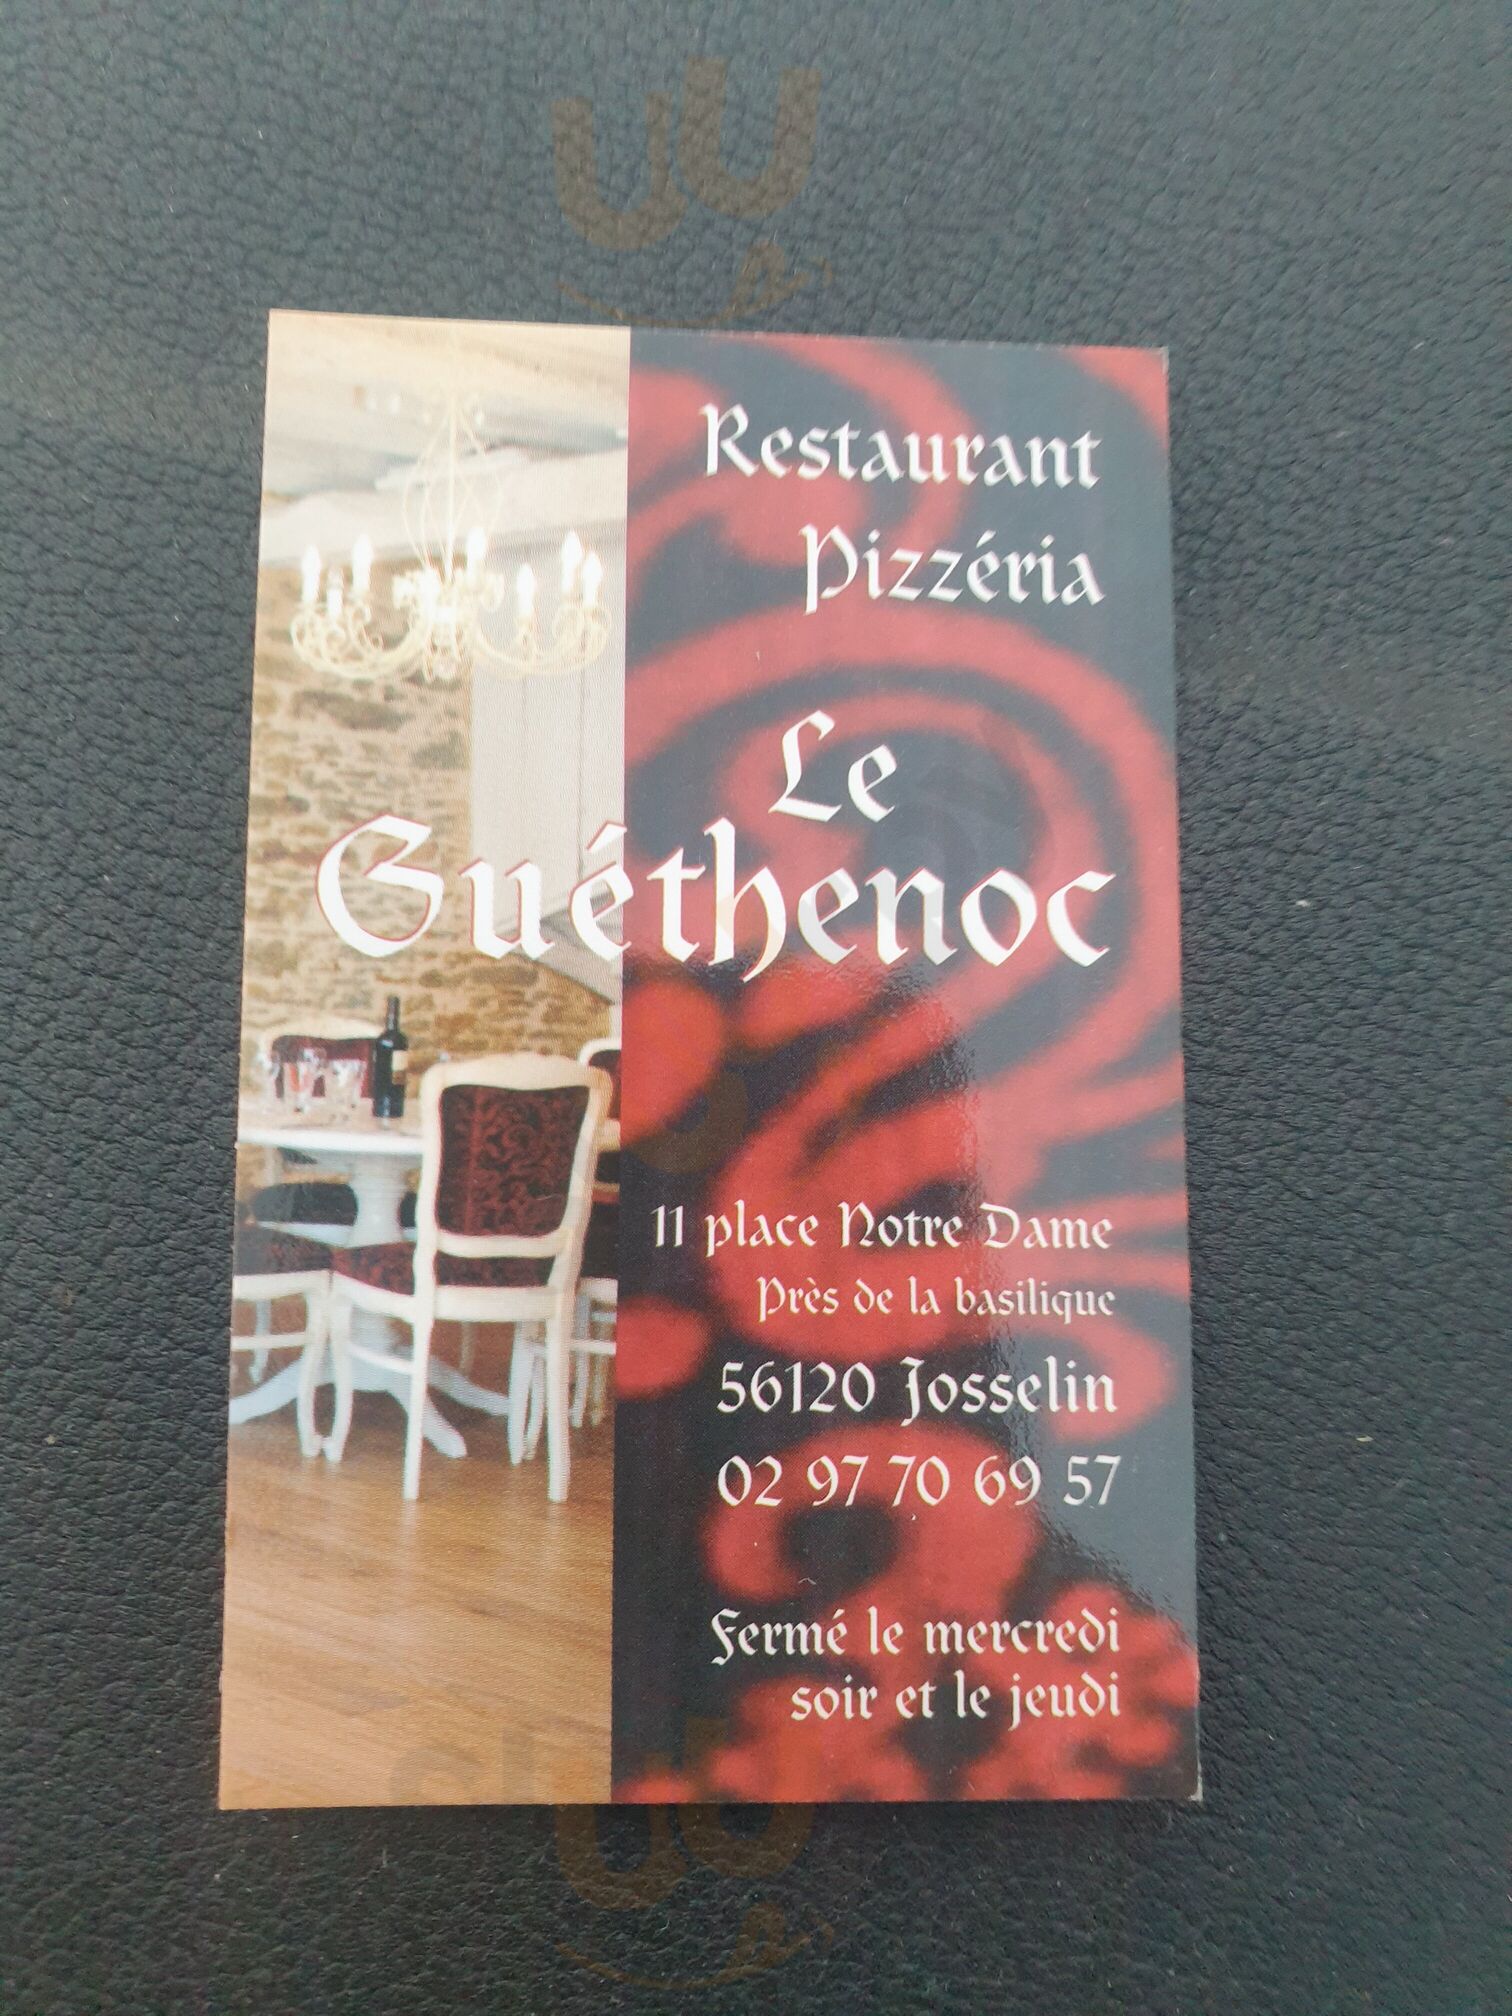 Restaurant
Pizzéria
Le
Guéthenoc
11 place Notre Dame
Près de la basilique
56120 Josselin
02 97 70 69 57
Fermé le mercredi
soir et le jeudi